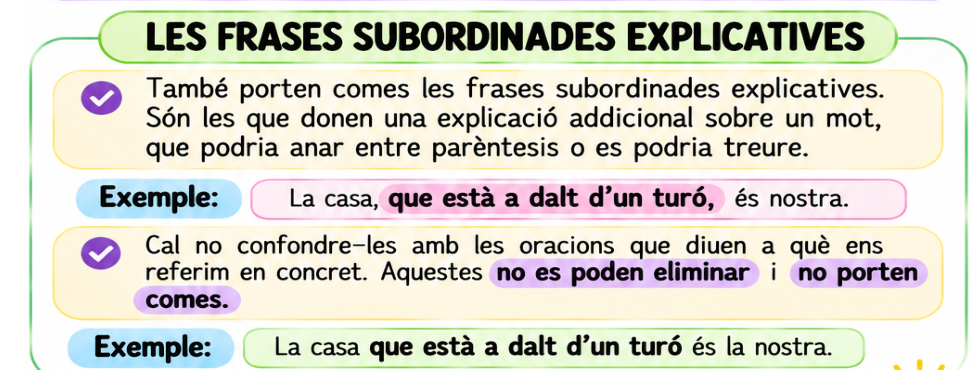 LES FRASES SUBORDINADES EXPLICATIVES
També porten comes les frases subordinades explicatives.
Són les que donen una explicació addicional sobre un mot,
que podria anar entre parèntesis o es podria treure.
Exemple: La casa, que està a dalt d'un turó, és nostra.
Cal no confondre-les amb les oracions que diuen a què ens
referim en concret. Aquestes no es poden eliminar i no porten
comes.
Exemple: La casa que està a dalt d'un turó és la nostra.